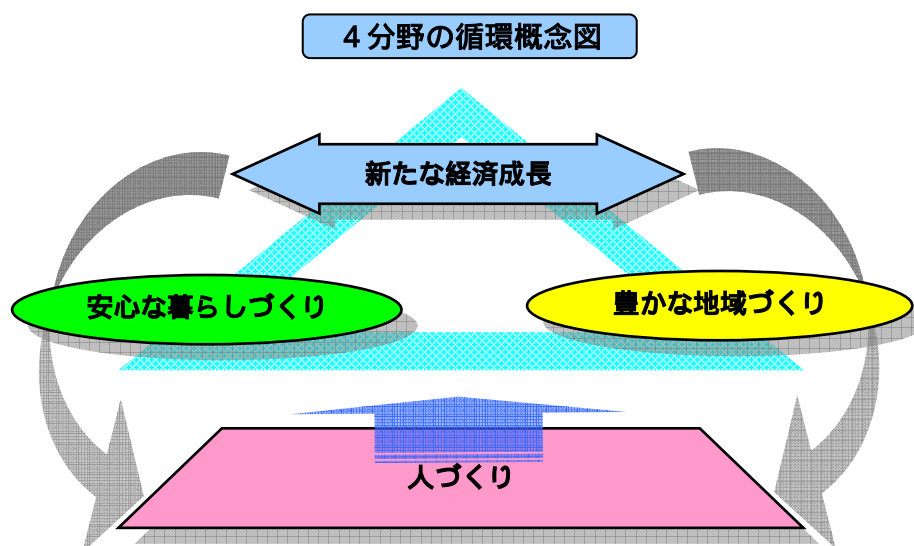 ４分野の循環概念図
新たな経済成長
安心な暮らしづくり
豊かな地域づくり
人づくり